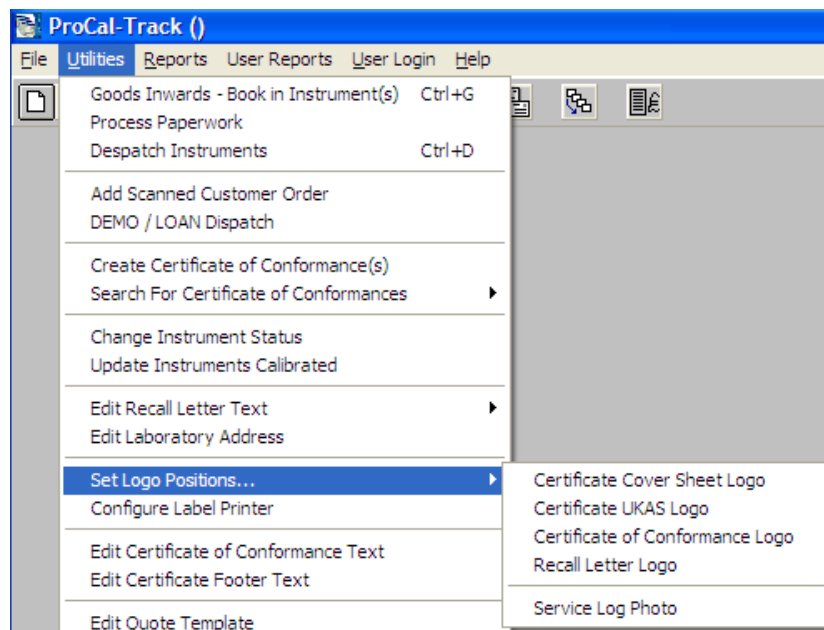 ProCal-Track ()
File Utilities Reports User Reports User Login Help
Goods Inwards - Book in Instrument(s) Ctrl+G
Process Paperwork
Despatch Instruments Ctrl+D
Add Scanned Customer Order
DEMO / LOAN Dispatch
Create Certificate of Conformance(s)
Search For Certificate of Conformances
Change Instrument Status
Update Instruments Calibrated
Edit Recall Letter Text
Edit Laboratory Address
Set Logo Positions...
Configure Label Printer
Edit Certificate of Conformance Text
Edit Certificate Footer Text
Edit Quote Template
Certificate Cover Sheet Logo
Certificate UKAS Logo
Certificate of Conformance Logo
Recall Letter Logo
Service Log Photo